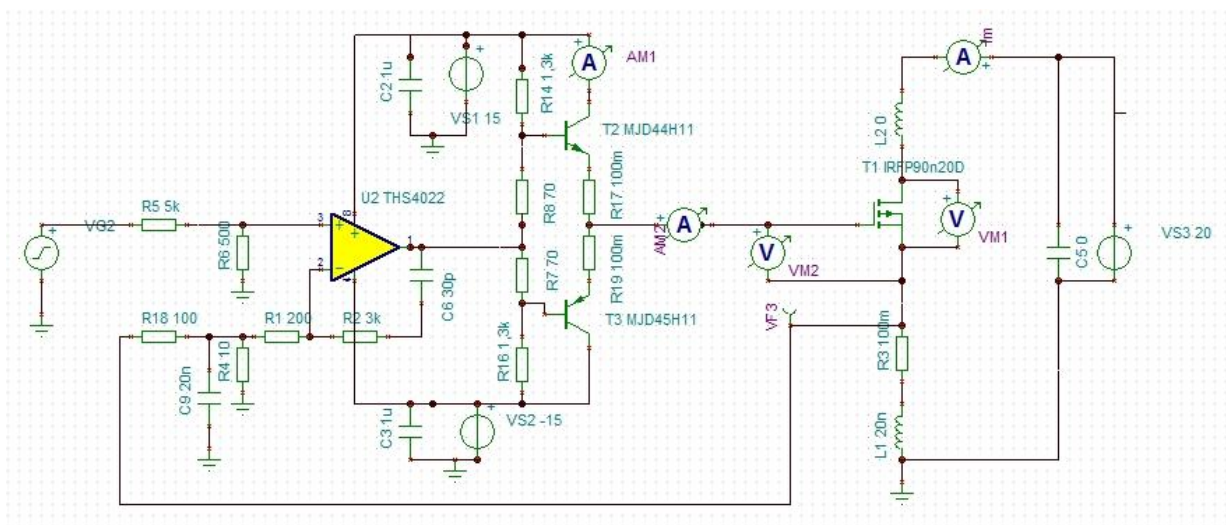 Im
+
A
AM1
C2 1u
VS1 15
R14 1,3k
T2 MJD44H11
L2 0
T1 IRFP90n20D
U2 THS4022
R8 70
R17 100m
VG2
R5 5k
R6 500
3
8
1
2
4
AM2
A
V
VM1
VS3 20
C5 0
V
VM2
R7 70
R19 100m
C6 30p
T3 MJD45H11
VF3
R18 100
R1 200
R2 3k
R4 10
R16 1,3k
R3 100m
C9 20n
C3 1u
VS2 -15
L1 20n